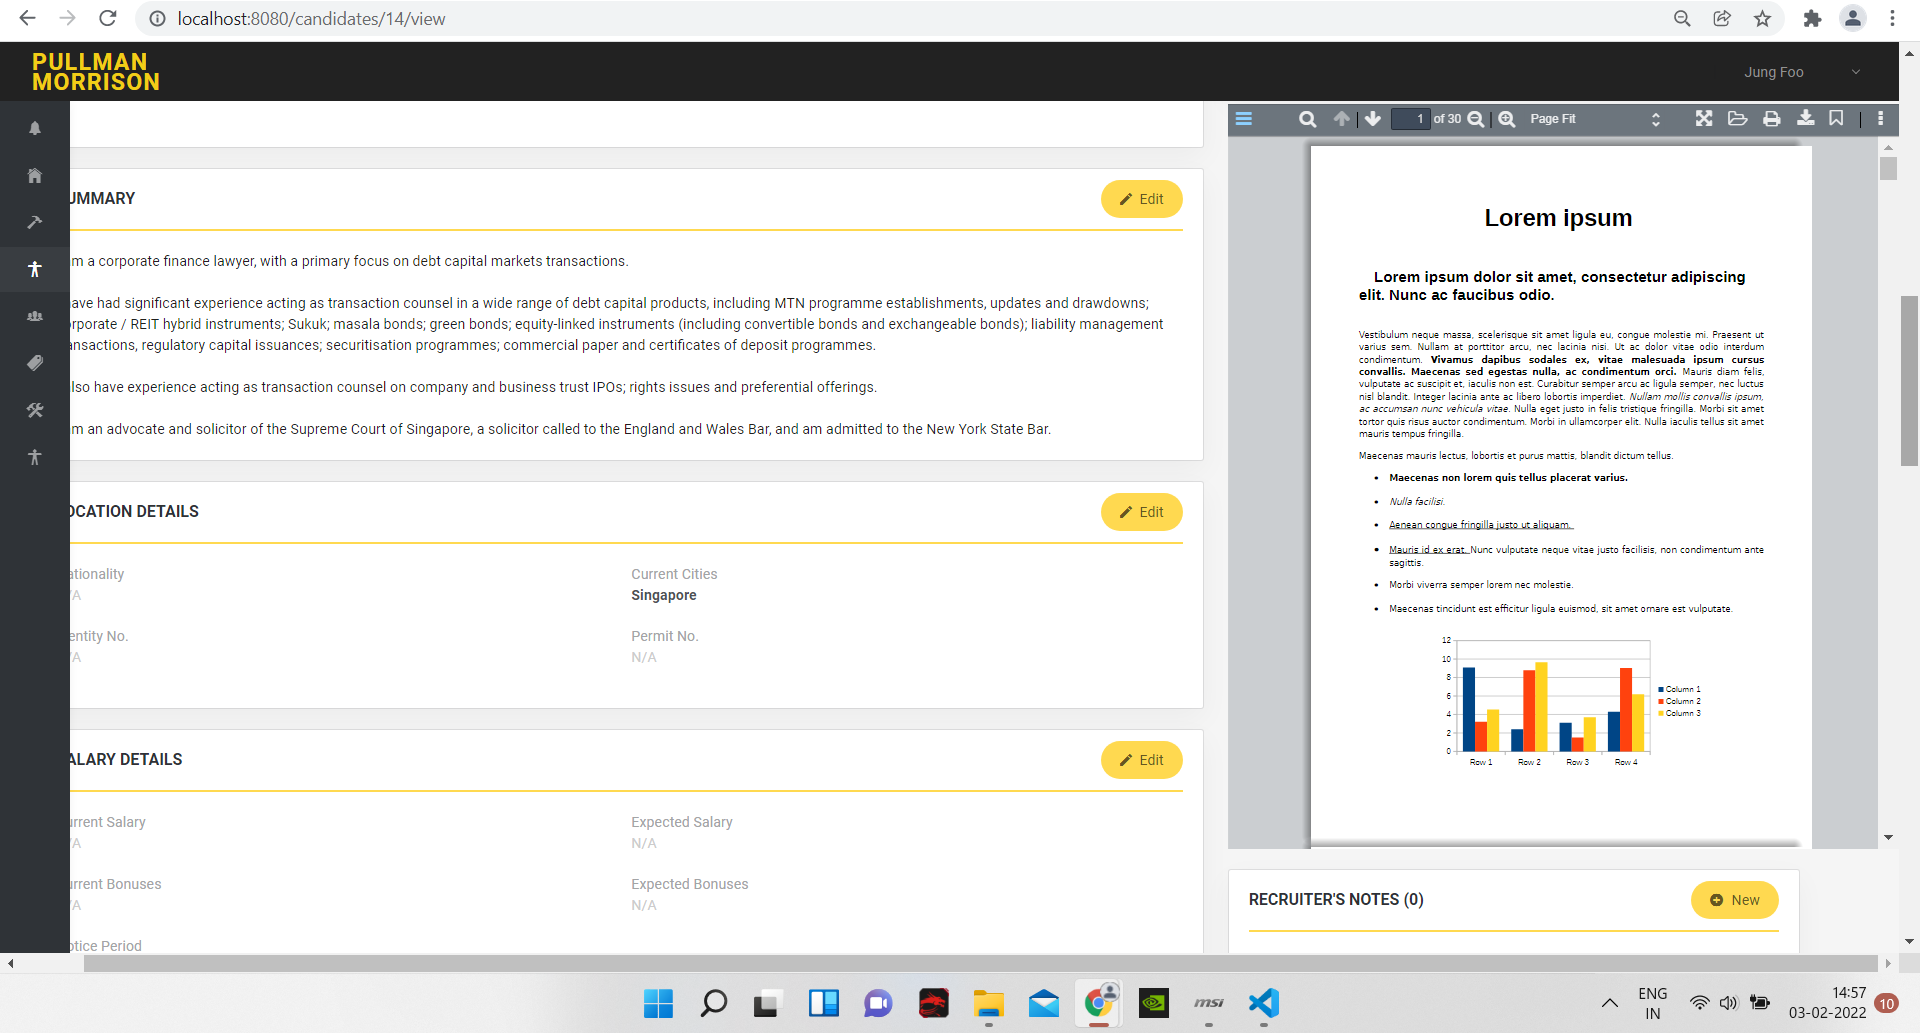 localhost:8080/candidates/14/view
PULLMAN
MORRISON
Jung Foo
UMMARY
Edit
m a corporate finance lawyer, with a primary focus on debt capital markets transactions.
ave had significant experience acting as transaction counsel in a wide range of debt capital products, including MTN programme establishments, updates and drawdowns;
rporate / REIT hybrid instruments; Sukuk; masala bonds; green bonds; equity-linked instruments (including convertible bonds and exchangeable bonds); liability management
ansactions, regulatory capital issuances; securitisation programmes; commercial paper and certificates of deposit programmes.
lso have experience acting as transaction counsel on company and business trust IPOs; rights issues and preferential offerings.
m an advocate and solicitor of the Supreme Court of Singapore, a solicitor called to the England and Wales Bar, and am admitted to the New York State Bar.
OCATION DETAILS
Edit
ationality
/A
Current Cities
Singapore
entity No.
/A
Permit No.
N/A
ALARY DETAILS
Edit
urrent Salary
/A
Expected Salary
N/A
urrent Bonuses
/A
Expected Bonuses
N/A
otice Period
1 of 30
Page Fit
Lorem ipsum
Lorem ipsum dolor sit amet, consectetur adipiscing
elit. Nunc ac faucibus odio.
Vestibulum neque massa, scelerisque sit amet ligula eu, congue molestie mi. Praesent ut
varius sem. Nullam at porttitor arcu, nec lacinia nisi. Ut ac dolor vitae odio interdum
condimentum. Vivamus dapibus sodales ex, vitae malesuada ipsum cursus
convallis. Maecenas sed egestas nulla, ac condimentum orci. Mauris diam felis,
vulputate ac suscipit et, iaculis non est. Curabitur semper arcu ac ligula semper, nec luctus
nisl blandit. Integer lacinia ante ac libero lobortis imperdiet. Nullam mollis convallis ipsum,
ac accumsan nunc vehicula vitae. Nulla eget justo in felis tristique fringilla. Morbi sit amet
tortor quis risus auctor condimentum. Morbi in ullamcorper elit. Nulla iaculis tellus sit amet
mauris tempus fringilla.
Maecenas mauris lectus, lobortis et purus mattis, blandit dictum tellus.
• Maecenas non lorem quis tellus placerat varius.
• Nulla facilisi.
• Aenean congue fringilla justo ut aliquam.
• Mauris id ex erat. Nunc vulputate neque vitae justo facilisis, non condimentum ante
sagittis.
• Morbi viverra semper lorem nec molestie.
• Maecenas tincidunt est efficitur ligula euismod, sit amet ornare est vulputate.
12
10
8
6
4
2
0
Row 1 Row 2 Row 3 Row 4
Column 1
Column 2
Column 3
RECRUITER'S NOTES (0)
New
msi
ENG
IN
14:57
03-02-2022
10